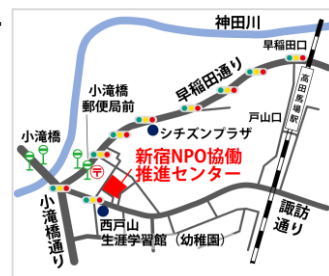 神田川
早稲田口
早稲田通り
高田馬場駅
小滝橋
郵便局前
戸山口
小滝橋
シチズンプラザ
新宿NPO協働
推進センター
諏訪
通り
小滝橋通り
西戸山
生涯学習館（幼稚園）